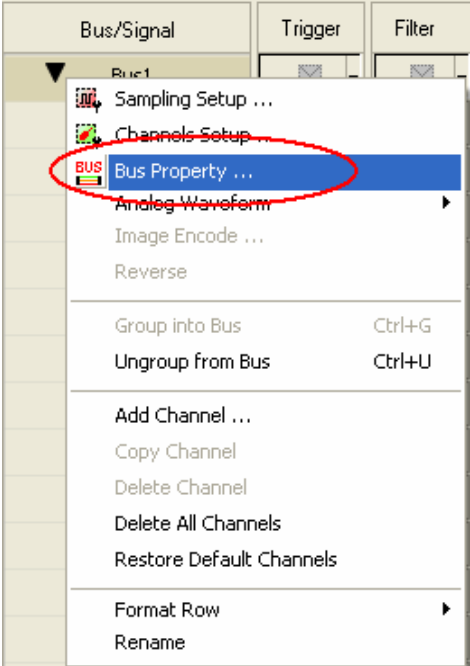 Bus/Signal Trigger Filter
Bus1
Sampling Setup ...
Channels Setup ...
BUS Bus Property ...
Analog Waveform
Image Encode ...
Reverse
Group into Bus Ctrl+G
Ungroup from Bus Ctrl+U
Add Channel ...
Copy Channel
Delete Channel
Delete All Channels
Restore Default Channels
Format Row
Rename